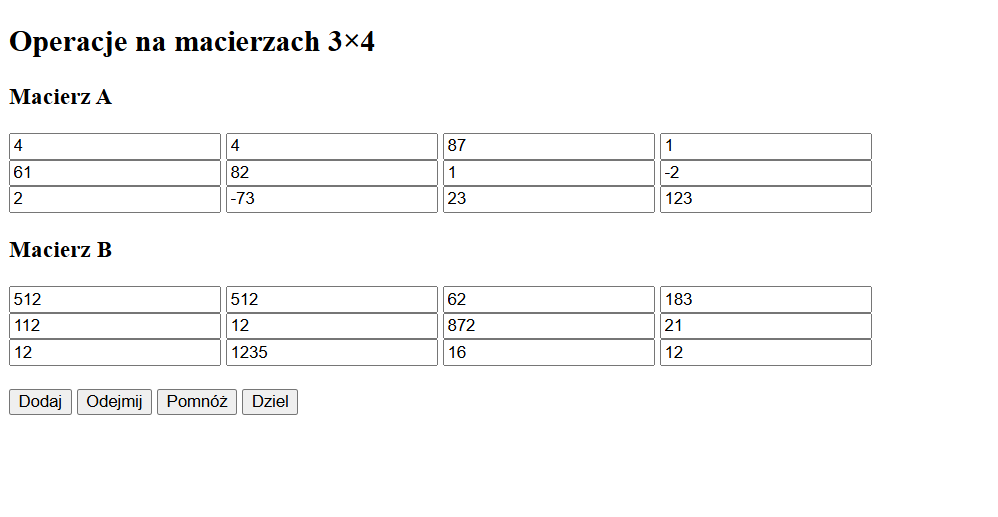 Operacje na macierzach 3×4
Macierz A
4 4 87 1
61 82 1 -2
2 -73 23 123
Macierz B
512 512 62 183
112 12 872 21
12 1235 16 12
Dodaj Odejmij Pomnóż Dziel